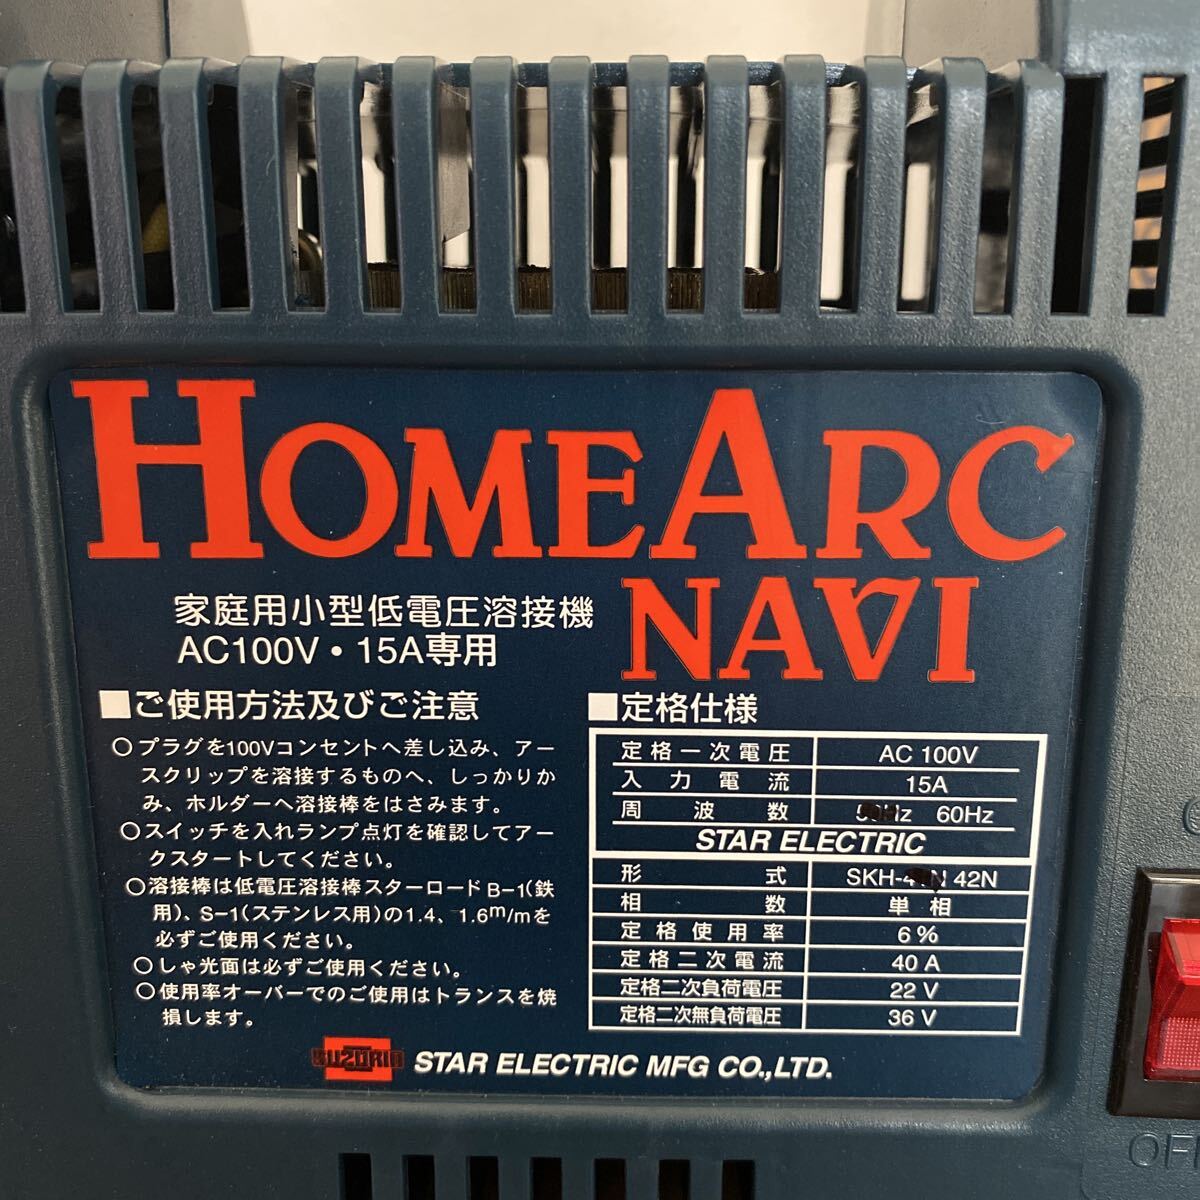 HOMEARC
NAVI
家庭用小型低電圧溶接機
AC100V・15A専用
■ご使用方法及びご注意
○プラグを100Vコンセントへ差し込み、アー
スクリップを溶接するものへ、しっかりか
み、ホルダーへ溶接棒をはさみます。
○スイッチを入れランプ点灯を確認してアー
クスタートしてください。
○溶接棒は低電圧溶接棒スターロードB-1(鉄
用)、S-1(ステンレス用)の1.4、1.6m/mを
必ずご使用ください。
○しゃ光面は必ずご使用ください。
○使用率オーバーでのご使用はトランスを焼
損します。
■定格仕様
定格一次電圧 AC 100V
入力電流 15A
周波数 60Hz
STAR ELECTRIC
形式 42N
相数 単相
定格使用率 6%
定格二次電流 40 A
定格二次負荷電圧 22 V
定格二次無負荷電圧 36 V
SUZURID STAR ELECTRIC MFG CO.,LTD.